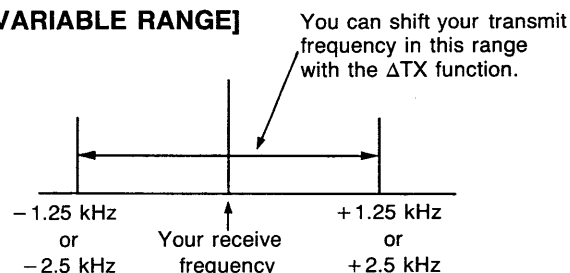 VARIABLE RANGE]
You can shift your transmit
frequency in this range
with the ΔTX function.
−1.25 kHz
or
−2.5 kHz
Your receive
frequency
+1.25 kHz
or
+2.5 kHz